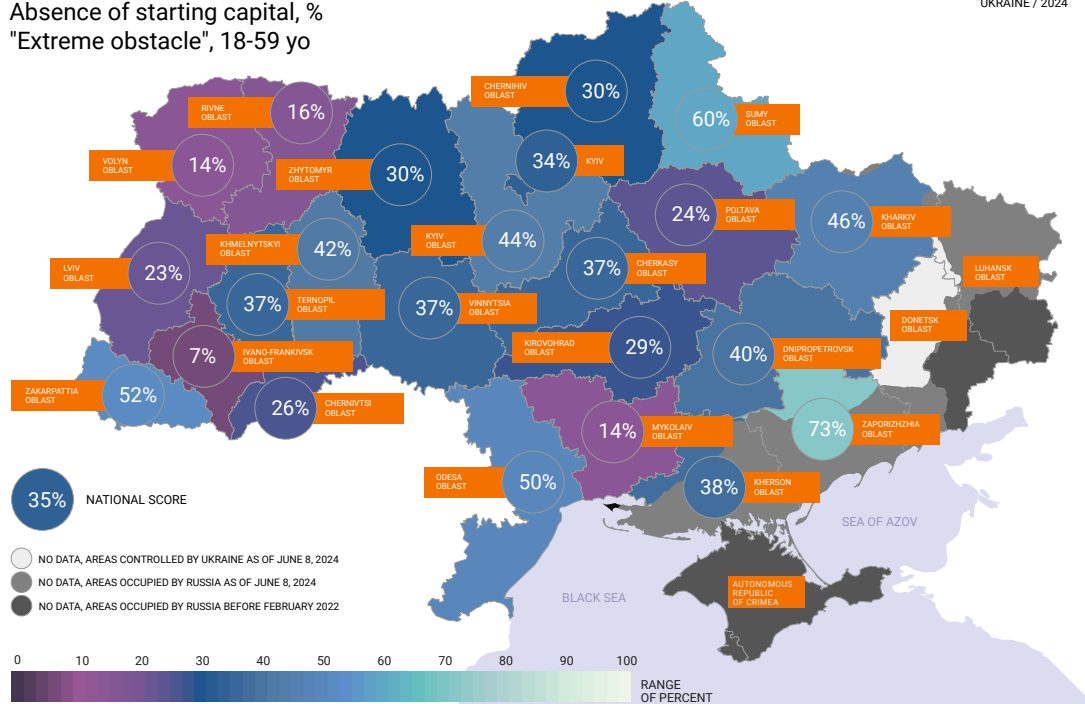 Absence of starting capital, %
"Extreme obstacle", 18-59 yo
UKRAINE / 2024
CHERNIHIV
OBLAST
30%
RIVNE
OBLAST
16%
60%
SUMY
OBLAST
VOLYN
OBLAST
14%
ZHYTOMYR
OBLAST
30%
34%
KYIV
24%
POLTAVA
OBLAST
46%
KHARKIV
OBLAST
KHMELNYTSKYI
OBLAST
42%
KYIV
OBLAST
44%
LVIV
OBLAST
23%
37%
CHERKASY
OBLAST
LUHANSK
OBLAST
37%
TERNOPIL
OBLAST
37%
VINNYTSIA
OBLAST
DONETSK
OBLAST
7%
IVANO-FRANKIVSK
OBLAST
KIROVOHRAD
OBLAST
29%
40%
DNIPROPETROVSK
OBLAST
ZAKARPATTIA
OBLAST
52%
26%
CHERNIVTSI
OBLAST
14%
MYKOLAIV
OBLAST
73%
ZAPORIZHZHIA
OBLAST
ODESA
OBLAST
50%
38%
KHERSON
OBLAST
35%
NATIONAL SCORE
SEA OF AZOV
NO DATA, AREAS CONTROLLED BY UKRAINE AS OF JUNE 8, 2024
NO DATA, AREAS OCCUPIED BY RUSSIA AS OF JUNE 8, 2024
NO DATA, AREAS OCCUPIED BY RUSSIA BEFORE FEBRUARY 2022
BLACK SEA
AUTONOMOUS
REPUBLIC
OF CRIMEA
0 10 20 30 40 50 60 70 80 90 100
RANGE
OF PERCENT